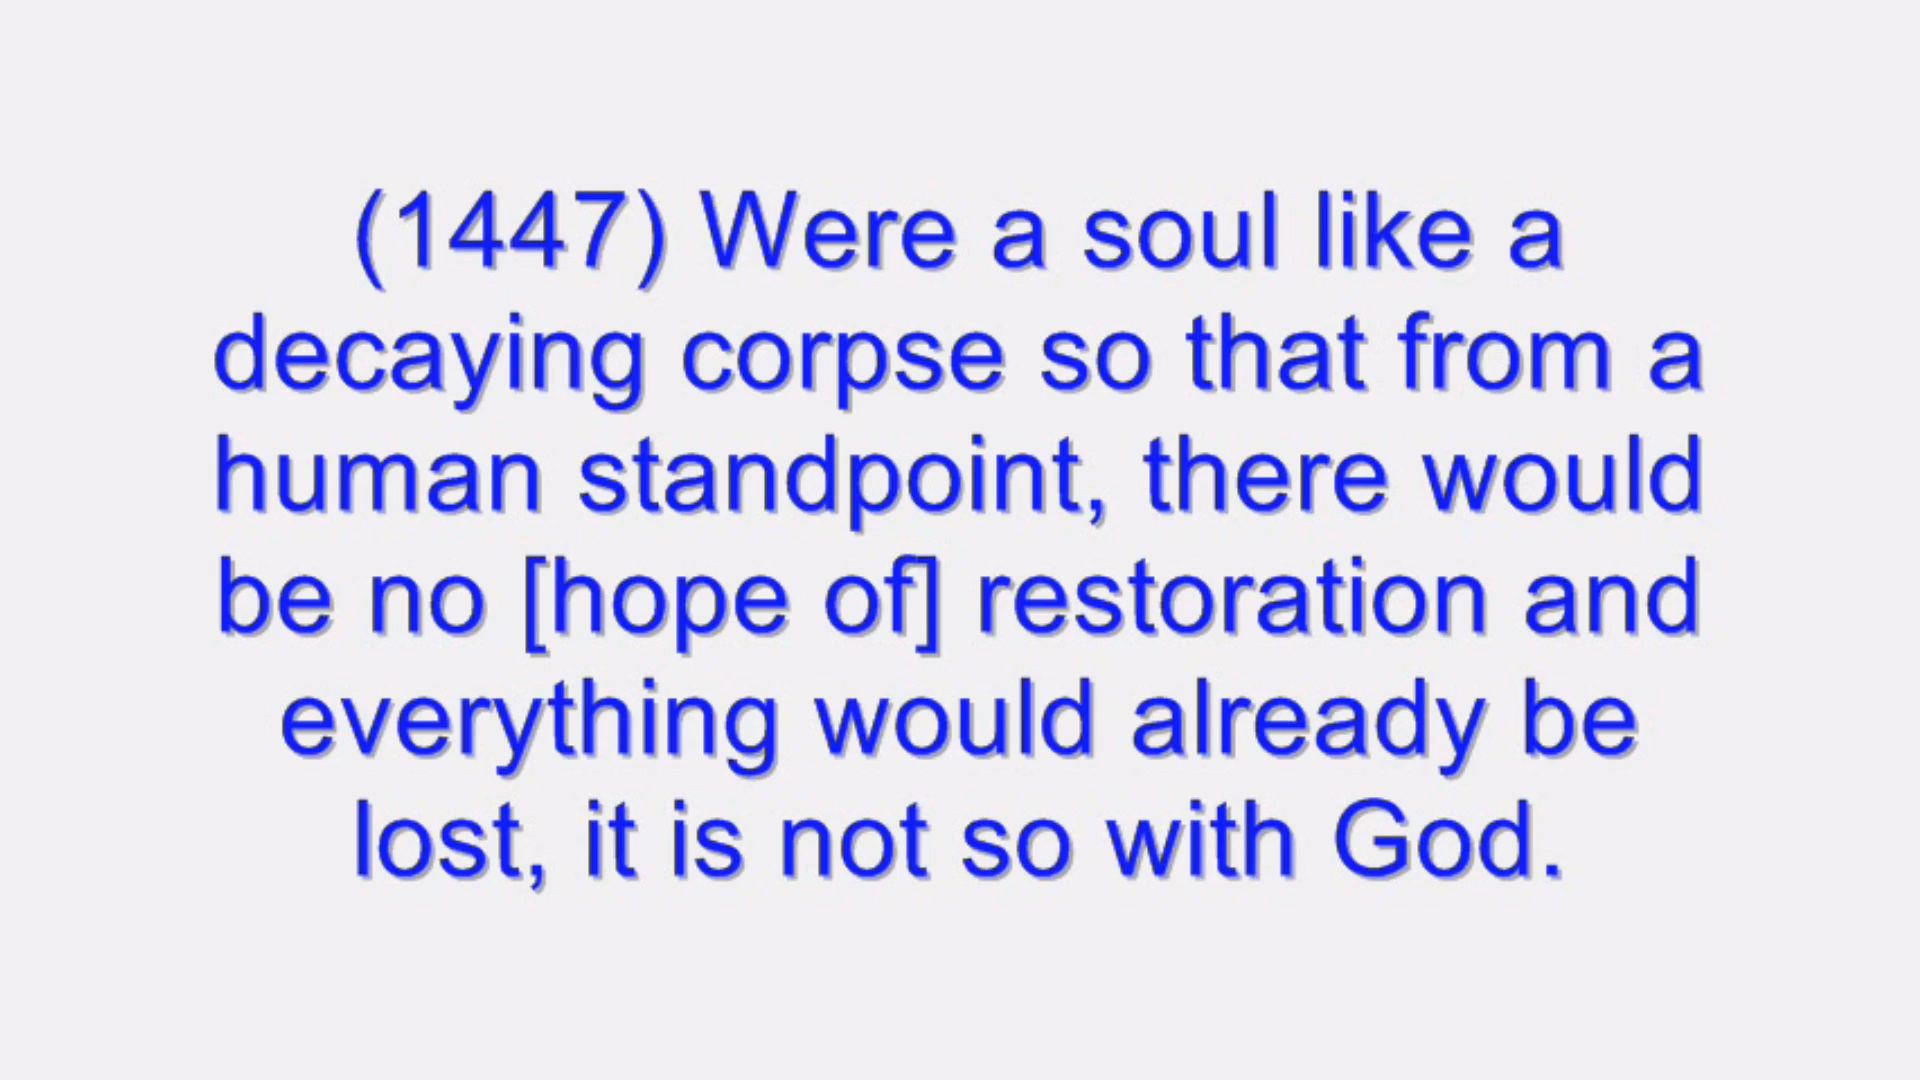 (1447) Were a soul like a
decaying corpse so that from a
human standpoint, there would
be no [hope of] restoration and
everything would already be
lost, it is not so with God.